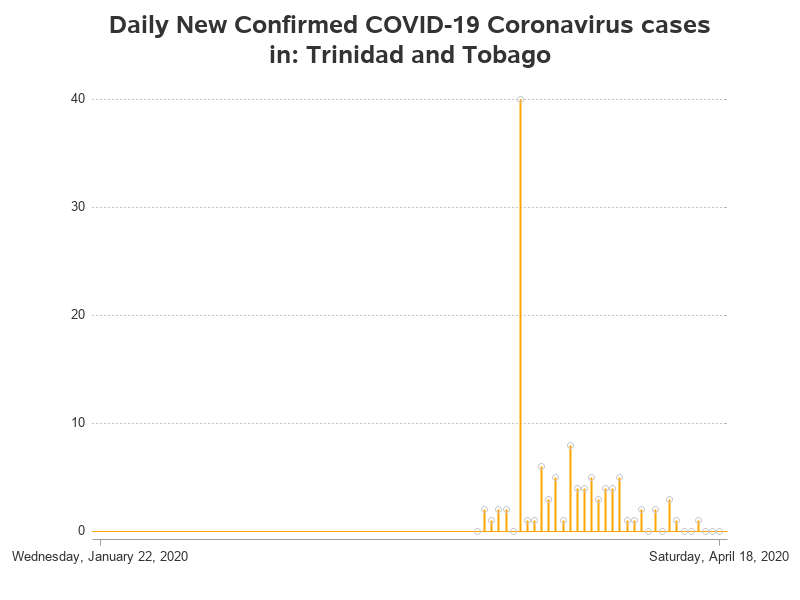 Daily New Confirmed COVID-19 Coronavirus cases
in: Trinidad and Tobago
40
30
20
10
0
Wednesday, January 22, 2020
Saturday, April 18, 2020